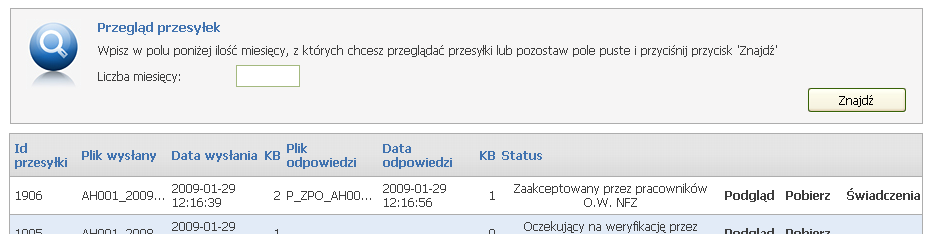 Przegląd przesyłek
Wpisz w polu poniżej ilość miesięcy, z których chcesz przeglądać przesyłki lub pozostaw pole puste i przyciśnij przycisk 'Znajdź'
Liczba miesięcy:
Znajdź
Id przesyłki Plik wysłany Data wysłania KB Plik odpowiedzi Data odpowiedzi KB Status
1906 AH001_2009... 2009-01-29 12:16:39 2 P_ZPO_AH00... 2009-01-29 12:16:56 1 Zaakceptowany przez pracowników O.W. NFZ Podgląd Pobierz Świadczenia
2009-01-29 Oczekujący na weryfikację przez
1905 AH001_2009 1 0 Podgląd Pobierz